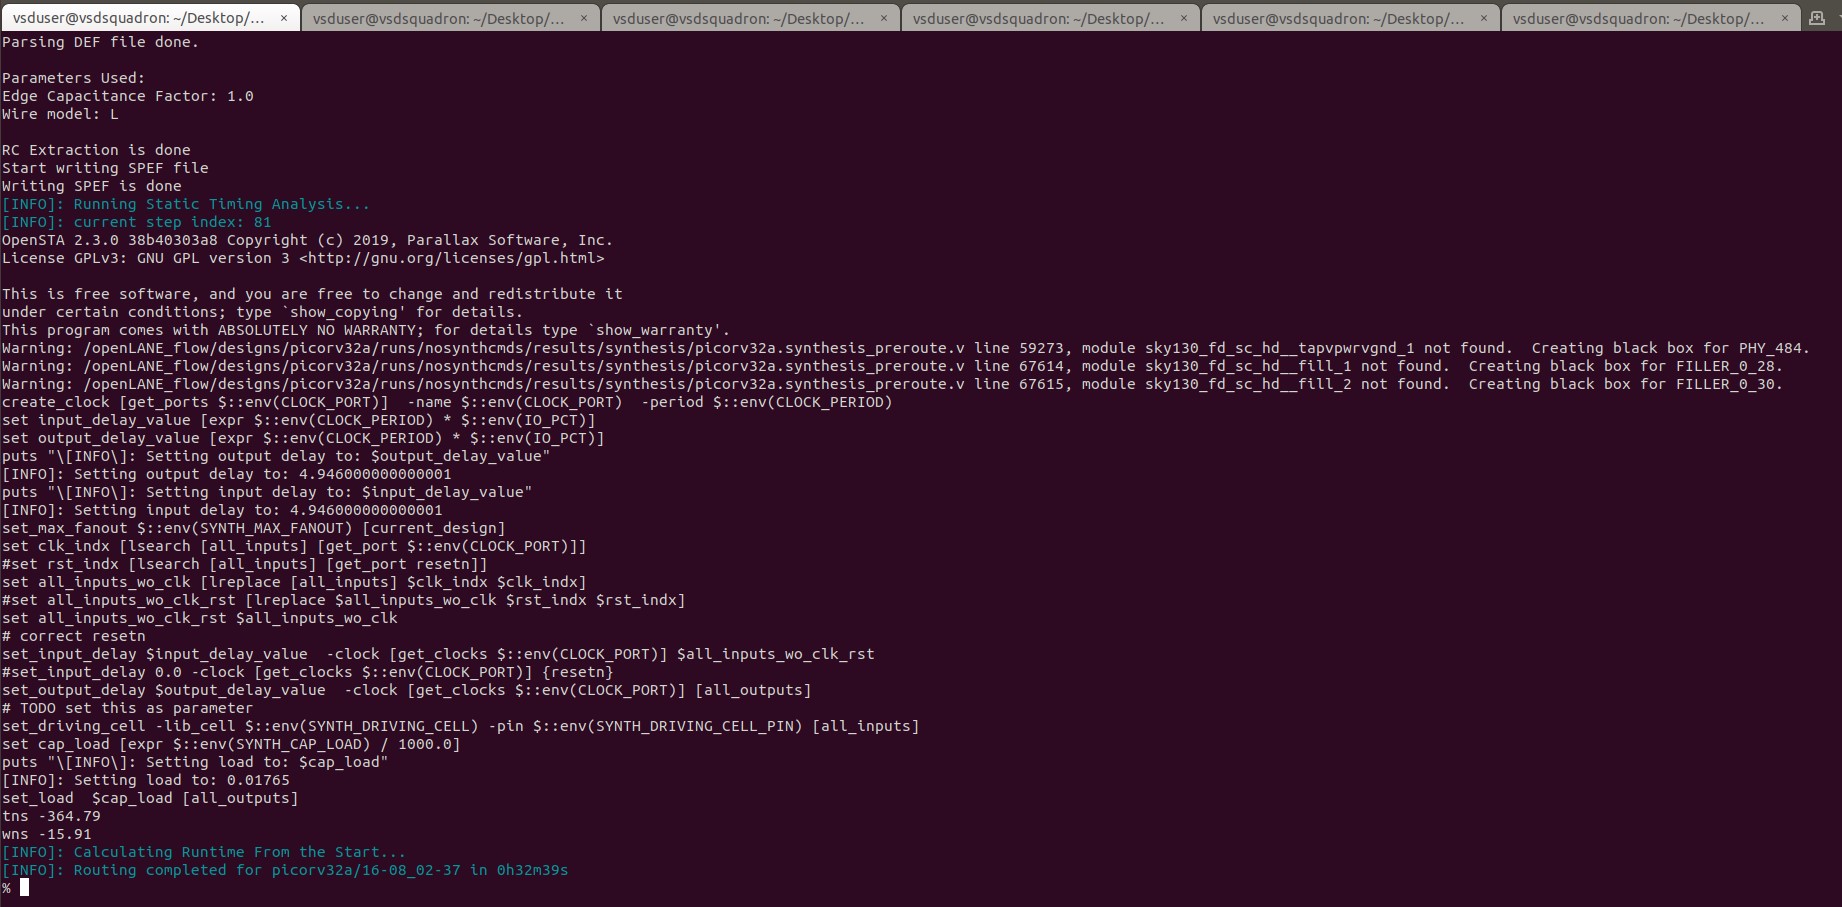 vsduser@vsdsquadron: ~/Desktop/... × vsduser@vsdsquadron: ~/Desktop/... × vsduser@vsdsquadron: ~/Desktop/... × vsduser@vsdsquadron: ~/Desktop/... × vsduser@vsdsquadron: ~/Desktop/... × vsduser@vsdsquadron: ~/Desktop/... ×
Parsing DEF file done.
Parameters Used:
Edge Capacitance Factor: 1.0
Wire model: L
RC Extraction is done
Start writing SPEF file
Writing SPEF is done
[INFO]: Running Static Timing Analysis...
[INFO]: current step index: 81
OpenSTA 2.3.0 38b40303a8 Copyright (c) 2019, Parallax Software, Inc.
License GPLv3: GNU GPL version 3 <http://gnu.org/licenses/gpl.html>
This is free software, and you are free to change and redistribute it
under certain conditions; type `show_copying' for details.
This program comes with ABSOLUTELY NO WARRANTY; for details type `show_warranty'.
Warning: /openLANE_flow/designs/picorv32a/runs/nosynthcmds/results/synthesis/picorv32a.synthesis_preroute.v line 59273, module sky130_fd_sc_hd__tapvpwrvgnd_1 not found.  Creating black box for PHY_484.
Warning: /openLANE_flow/designs/picorv32a/runs/nosynthcmds/results/synthesis/picorv32a.synthesis_preroute.v line 67614, module sky130_fd_sc_hd__fill_1 not found.  Creating black box for FILLER_0_28.
Warning: /openLANE_flow/designs/picorv32a/runs/nosynthcmds/results/synthesis/picorv32a.synthesis_preroute.v line 67615, module sky130_fd_sc_hd__fill_2 not found.  Creating black box for FILLER_0_30.
create_clock [get_ports $::env(CLOCK_PORT)]  -name $::env(CLOCK_PORT)  -period $::env(CLOCK_PERIOD)
set input_delay_value [expr $::env(CLOCK_PERIOD) * $::env(IO_PCT)]
set output_delay_value [expr $::env(CLOCK_PERIOD) * $::env(IO_PCT)]
puts "\[INFO\]: Setting output delay to: $output_delay_value"
[INFO]: Setting output delay to: 4.946000000000001
puts "\[INFO\]: Setting input delay to: $input_delay_value"
[INFO]: Setting input delay to: 4.946000000000001
set_max_fanout $::env(SYNTH_MAX_FANOUT) [current_design]
set clk_indx [lsearch [all_inputs] [get_port $::env(CLOCK_PORT)]]
#set rst_indx [lsearch [all_inputs] [get_port resetn]]
set all_inputs_wo_clk [lreplace [all_inputs] $clk_indx $clk_indx]
#set all_inputs_wo_clk_rst [lreplace $all_inputs_wo_clk $rst_indx $rst_indx]
set all_inputs_wo_clk_rst $all_inputs_wo_clk
# correct resetn
set_input_delay $input_delay_value  -clock [get_clocks $::env(CLOCK_PORT)] $all_inputs_wo_clk_rst
#set_input_delay 0.0 -clock [get_clocks $::env(CLOCK_PORT)] {resetn}
set_output_delay $output_delay_value  -clock [get_clocks $::env(CLOCK_PORT)] [all_outputs]
# TODO set this as parameter
set_driving_cell -lib_cell $::env(SYNTH_DRIVING_CELL) -pin $::env(SYNTH_DRIVING_CELL_PIN) [all_inputs]
set cap_load [expr $::env(SYNTH_CAP_LOAD) / 1000.0]
puts "\[INFO\]: Setting load to: $cap_load"
[INFO]: Setting load to: 0.01765
set_load  $cap_load [all_outputs]
tns -364.79
wns -15.91
[INFO]: Calculating Runtime From the Start...
[INFO]: Routing completed for picorv32a/16-08_02-37 in 0h32m39s
%